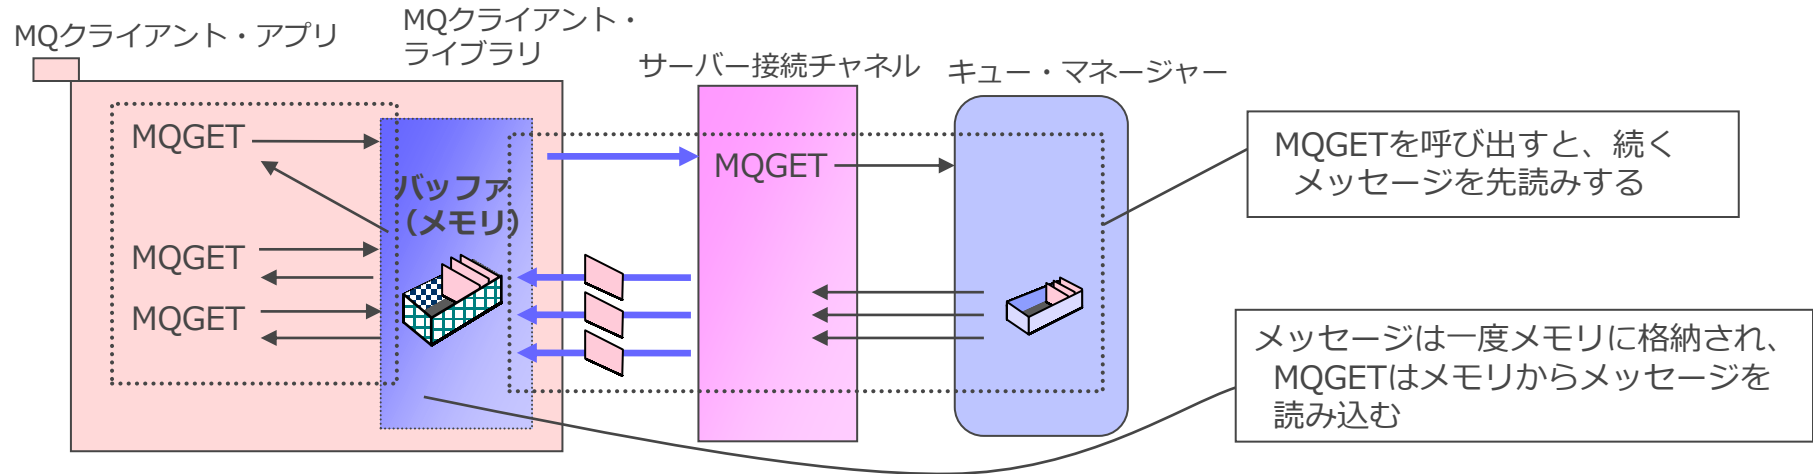 MQクライアント・アプリ
MQクライアント・
ライブラリ
サーバー接続チャネル
キュー・マネージャー
MQGET
バッファ
(メモリ)
MQGET
MQGET
MQGET
MQGETを呼び出すと、続く
メッセージを先読みする
メッセージは一度メモリに格納され、
MQGETはメモリからメッセージを
読み込む